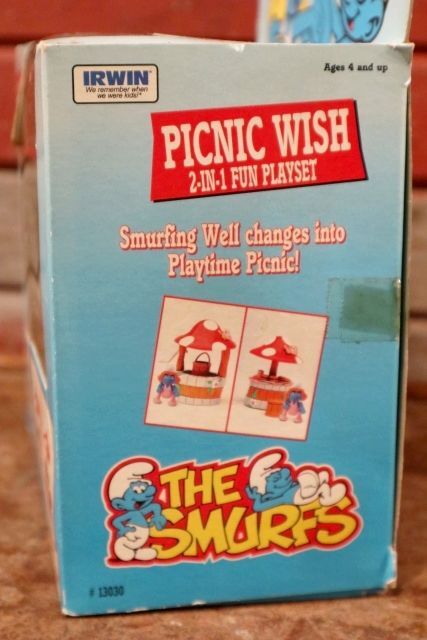 IRWIN
We remember when
we were kids!
Ages 4 and up
PICNIC WISH
2-IN-1 FUN PLAYSET
Smurfing Well changes into
Playtime Picnic!
THE
SMURFS
# 13030